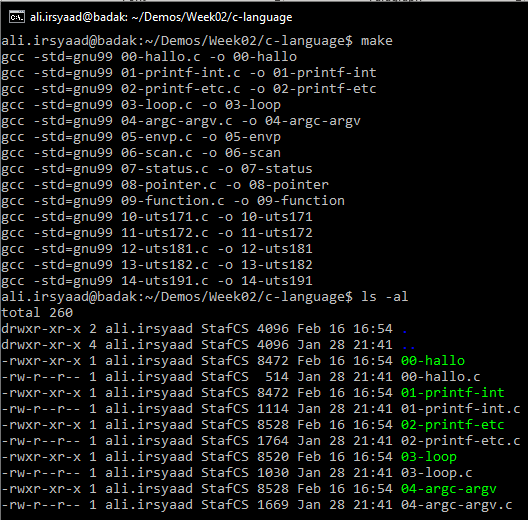 ali.irsyaad@badak: ~/Demos/Week02/c-language
ali.irsyaad@badak:~/Demos/Week02/c-language$ make
gcc -std=gnu99 00-hallo.c -o 00-hallo
gcc -std=gnu99 01-printf-int.c -o 01-printf-int
gcc -std=gnu99 02-printf-etc.c -o 02-printf-etc
gcc -std=gnu99 03-loop.c -o 03-loop
gcc -std=gnu99 04-argc-argv.c -o 04-argc-argv
gcc -std=gnu99 05-envp.c -o 05-envp
gcc -std=gnu99 06-scan.c -o 06-scan
gcc -std=gnu99 07-status.c -o 07-status
gcc -std=gnu99 08-pointer.c -o 08-pointer
gcc -std=gnu99 09-function.c -o 09-function
gcc -std=gnu99 10-uts171.c -o 10-uts171
gcc -std=gnu99 11-uts172.c -o 11-uts172
gcc -std=gnu99 12-uts181.c -o 12-uts181
gcc -std=gnu99 13-uts182.c -o 13-uts182
gcc -std=gnu99 14-uts191.c -o 14-uts191
ali.irsyaad@badak:~/Demos/Week02/c-language$ ls -al
total 260
drwxr-xr-x 2 ali.irsyaad StafCS 4096 Feb 16 16:54 .
drwxr-xr-x 4 ali.irsyaad StafCS 4096 Jan 28 21:41 ..
-rwxr-xr-x 1 ali.irsyaad StafCS 8472 Feb 16 16:54 00-hallo
-rw-r--r-- 1 ali.irsyaad StafCS  514 Jan 28 21:41 00-hallo.c
-rwxr-xr-x 1 ali.irsyaad StafCS 8472 Feb 16 16:54 01-printf-int
-rw-r--r-- 1 ali.irsyaad StafCS 1114 Jan 28 21:41 01-printf-int.c
-rwxr-xr-x 1 ali.irsyaad StafCS 8528 Feb 16 16:54 02-printf-etc
-rw-r--r-- 1 ali.irsyaad StafCS 1764 Jan 28 21:41 02-printf-etc.c
-rwxr-xr-x 1 ali.irsyaad StafCS 8520 Feb 16 16:54 03-loop
-rw-r--r-- 1 ali.irsyaad StafCS 1030 Jan 28 21:41 03-loop.c
-rwxr-xr-x 1 ali.irsyaad StafCS 8528 Feb 16 16:54 04-argc-argv
-rw-r--r-- 1 ali.irsyaad StafCS 1669 Jan 28 21:41 04-argc-argv.c